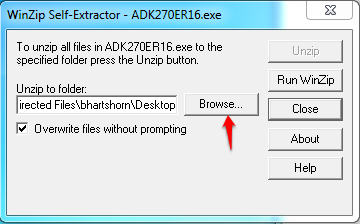 WinZip Self-Extractor - ADK270ER16.exe
To unzip all files in ADK270ER16.exe to the
specified folder press the Unzip button.
Unzip to folder:
irected Files\bhartshorn\Desktop
Browse...
Overwrite files without prompting
Unzip
Run WinZip
Close
About
Help